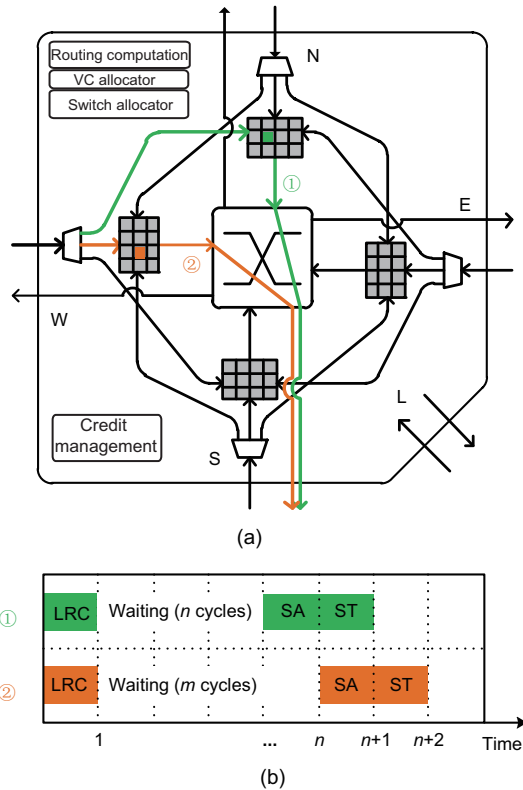 Routing computation
VC allocator
Switch allocator
N
①
E
②
W
L
Credit management
S
(a)
① LRC Waiting (n cycles) SA ST
② LRC Waiting (m cycles) SA ST
1 ... n n+1 n+2 Time
(b)